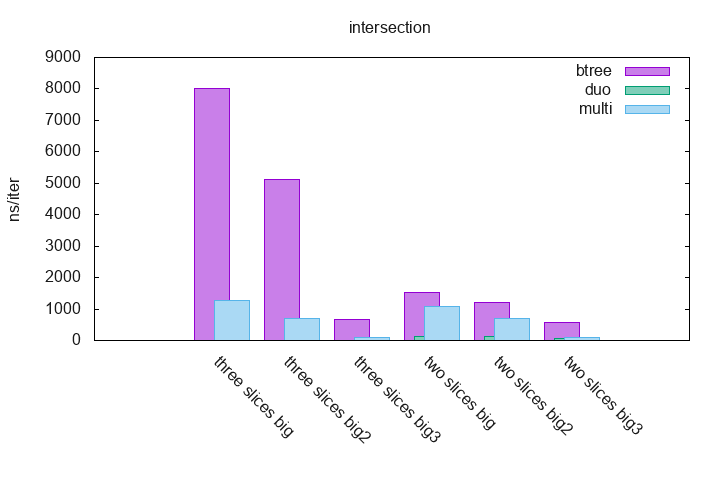 intersection
9000
8000
7000
6000
5000
4000
3000
2000
1000
0
ns/iter
btree
duo
multi
three slices big
three slices big2
three slices big3
two slices big
two slices big2
two slices big3